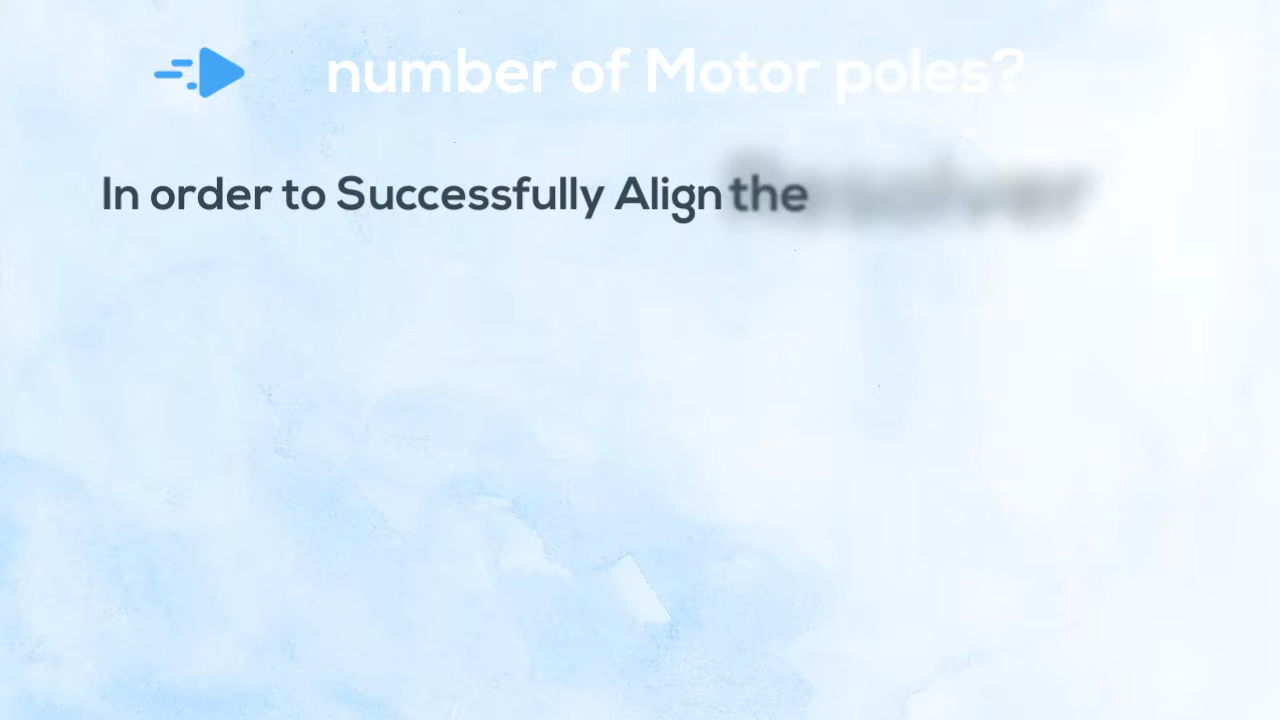 number of Motor poles?
In order to Successfully Align the